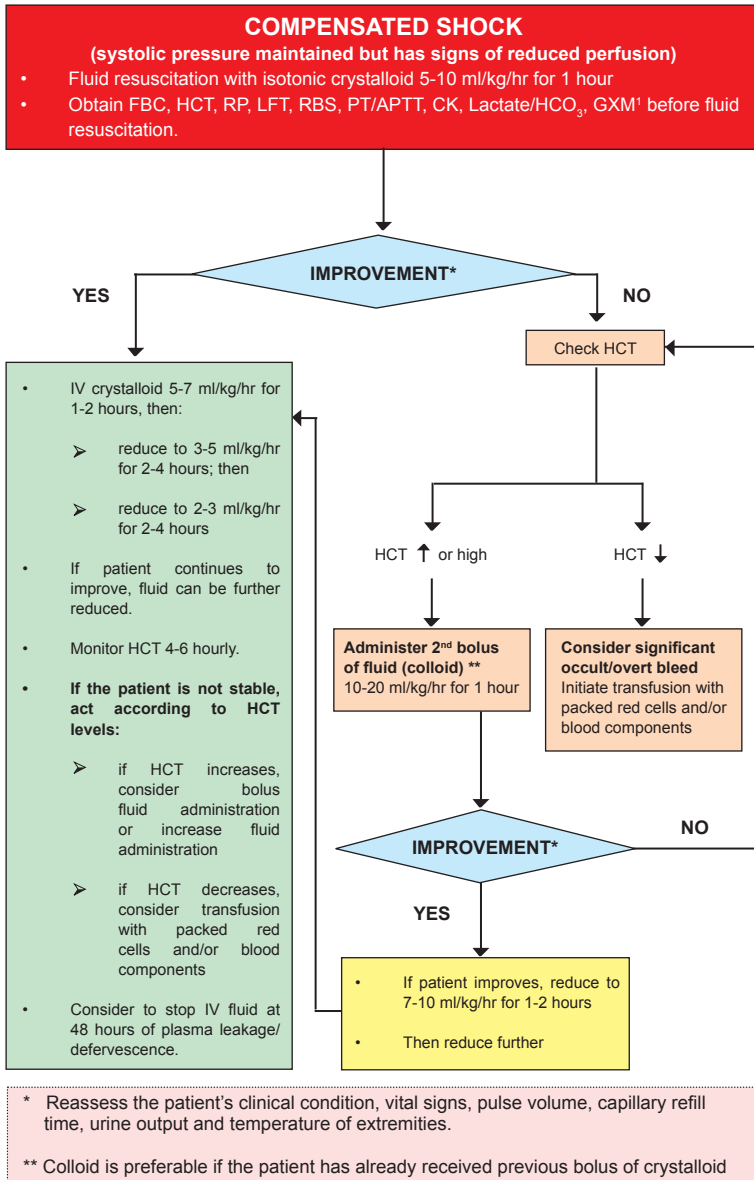 COMPENSATED SHOCK
(systolic pressure maintained but has signs of reduced perfusion)
• Fluid resuscitation with isotonic crystalloid 5-10 ml/kg/hr for 1 hour
• Obtain FBC, HCT, RP, LFT, RBS, PT/APTT, CK, Lactate/HCO₃, GXM¹ before fluid
resuscitation.
IMPROVEMENT*
YES
NO
Check HCT
• IV crystalloid 5-7 ml/kg/hr for
1-2 hours, then:
➢ reduce to 3-5 ml/kg/hr
for 2-4 hours; then
➢ reduce to 2-3 ml/kg/hr
for 2-4 hours
• If patient continues to
improve, fluid can be further
reduced.
• Monitor HCT 4-6 hourly.
• If the patient is not stable,
act according to HCT
levels:
➢ if HCT increases,
consider bolus
fluid administration
or increase fluid
administration
➢ if HCT decreases,
consider transfusion
with packed red
cells and/or blood
components
• Consider to stop IV fluid at
48 hours of plasma leakage/
defervescence.
HCT ↑ or high
HCT ↓
Administer 2nd bolus
of fluid (colloid) **
10-20 ml/kg/hr for 1 hour
Consider significant
occult/overt bleed
Initiate transfusion with
packed red cells and/or
blood components
IMPROVEMENT*
NO
YES
• If patient improves, reduce to
7-10 ml/kg/hr for 1-2 hours
• Then reduce further
* Reassess the patient's clinical condition, vital signs, pulse volume, capillary refill
time, urine output and temperature of extremities.
** Colloid is preferable if the patient has already received previous bolus of crystalloid